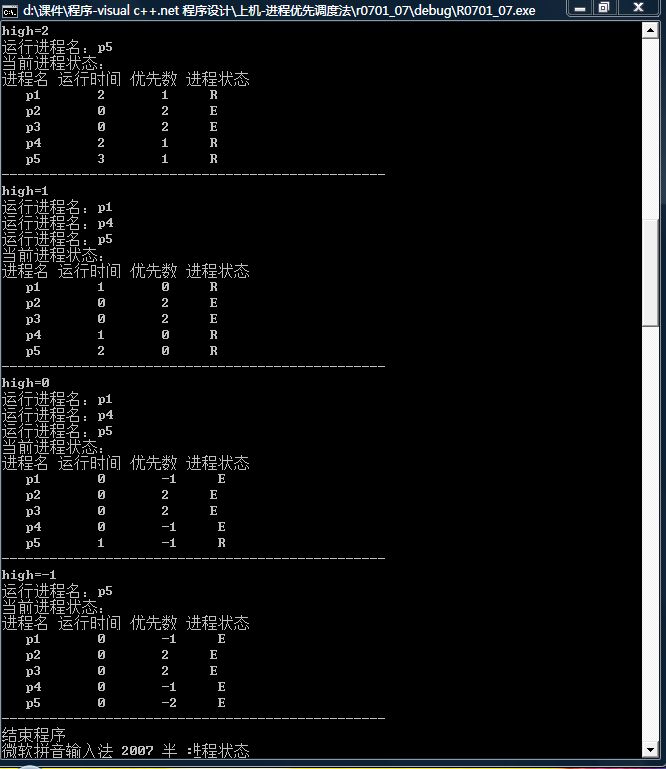 d:\课件\程序-visual c++.net 程序设计\上机-进程优先调度法\r0701_07\debug\R0701_07.exe
high=2
运行进程名：p5
当前进程状态：
进程名 运行时间 优先数 进程状态
p1 2 1 R
p2 0 2 E
p3 0 2 E
p4 2 1 R
p5 3 1 R
------------------------------------------------
high=1
运行进程名：p1
运行进程名：p4
运行进程名：p5
当前进程状态：
进程名 运行时间 优先数 进程状态
p1 1 0 R
p2 0 2 E
p3 0 2 E
p4 1 0 R
p5 2 0 R
------------------------------------------------
high=0
运行进程名：p1
运行进程名：p4
运行进程名：p5
当前进程状态：
进程名 运行时间 优先数 进程状态
p1 0 -1 E
p2 0 2 E
p3 0 2 E
p4 0 -1 E
p5 1 -1 R
------------------------------------------------
high=-1
运行进程名：p5
当前进程状态：
进程名 运行时间 优先数 进程状态
p1 0 -1 E
p2 0 2 E
p3 0 2 E
p4 0 -1 E
p5 0 -2 E
------------------------------------------------
结束程序
微软拼音输入法 2007 半 :进程状态